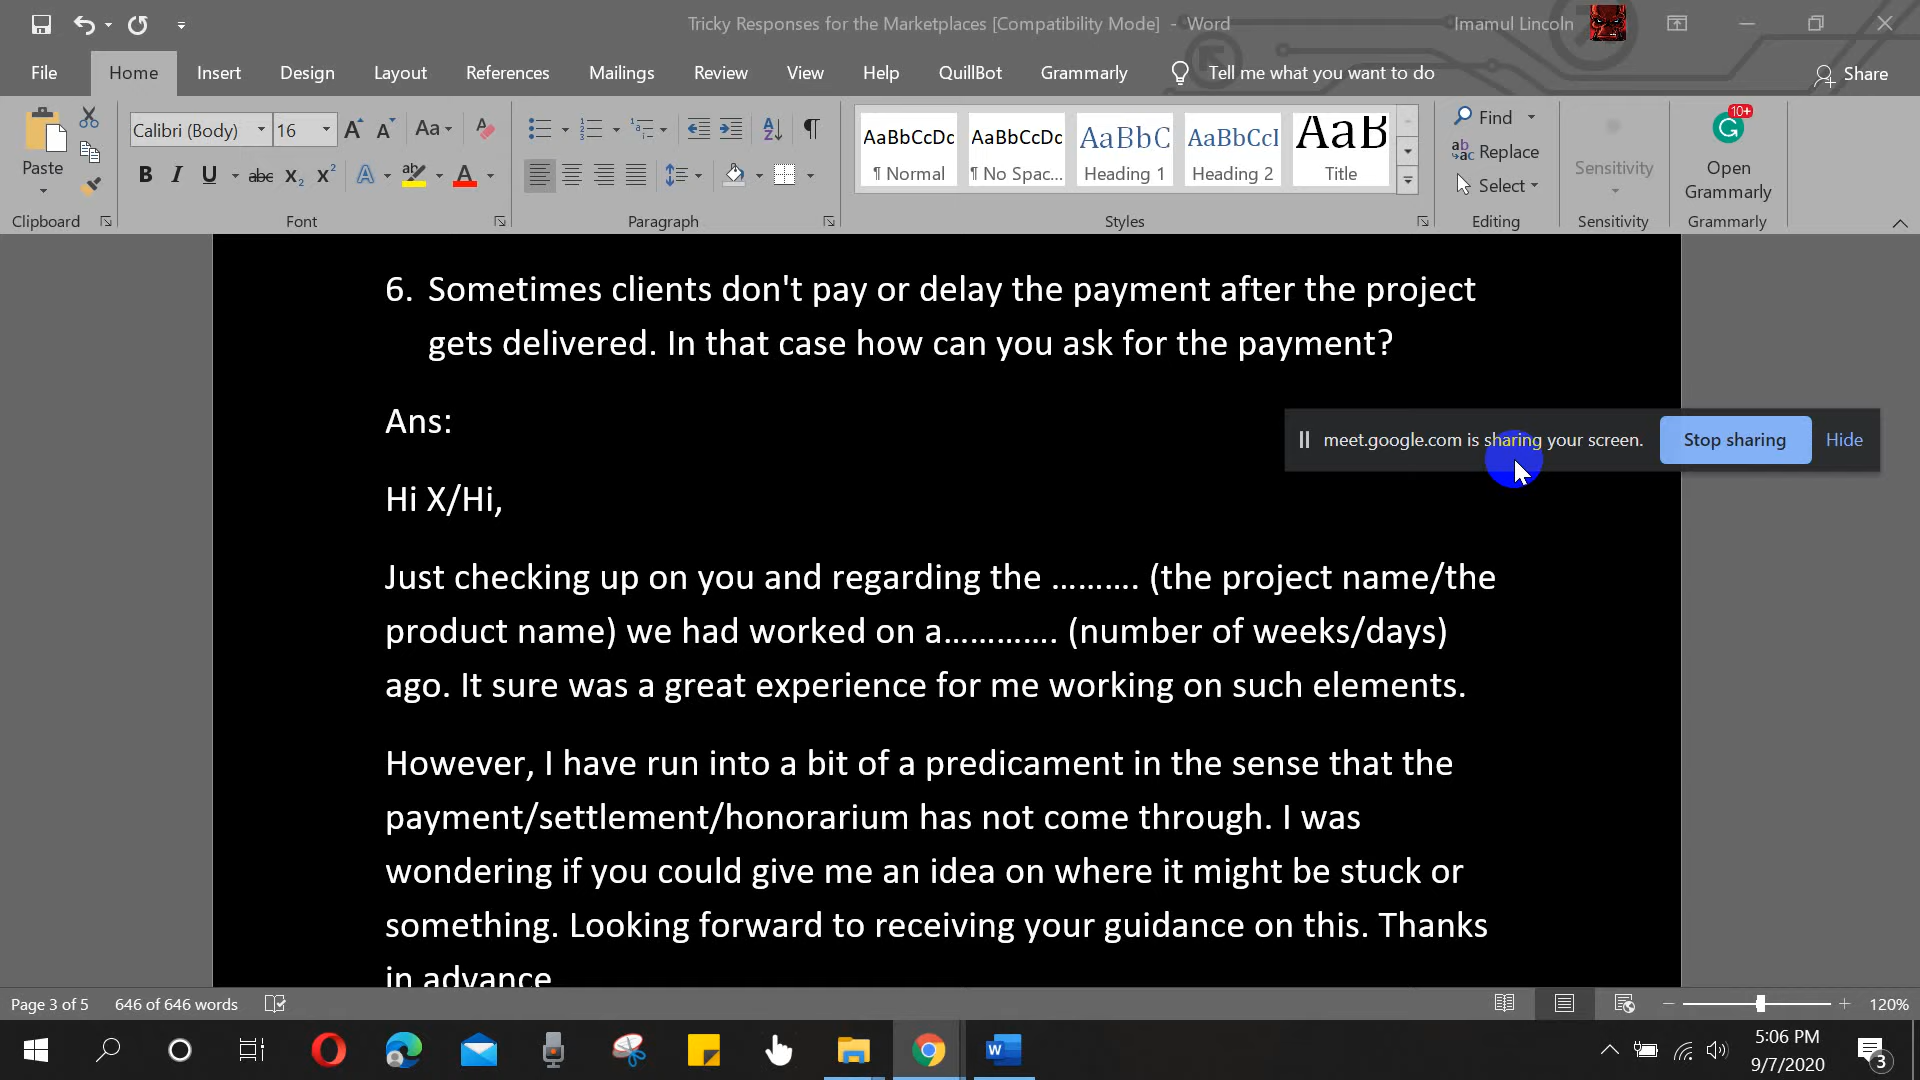 Tricky Responses for the Marketplaces [Compatibility Mode] - Word
Imamul Lincoln
File Home Insert Design Layout References Mailings Review View Help QuillBot Grammarly Tell me what you want to do Share
Paste
Calibri (Body) 16 Aa
B I U abc X₂ X²
AaBbCcDc AaBbCcDc AaBbC AaBbCcI AaB
¶ Normal ¶ No Spac... Heading 1 Heading 2 Title
Find
Replace
Select
Sensitivity
10+
Open
Grammarly
Clipboard Font Paragraph Styles Editing Sensitivity Grammarly
6. Sometimes clients don't pay or delay the payment after the project
gets delivered. In that case how can you ask for the payment?
Ans:
meet.google.com is sharing your screen. Stop sharing Hide
Hi X/Hi,
Just checking up on you and regarding the ………. (the project name/the
product name) we had worked on a…………. (number of weeks/days)
ago. It sure was a great experience for me working on such elements.
However, I have run into a bit of a predicament in the sense that the
payment/settlement/honorarium has not come through. I was
wondering if you could give me an idea on where it might be stuck or
something. Looking forward to receiving your guidance on this. Thanks
in advance
Page 3 of 5 646 of 646 words 120%
5:06 PM
9/7/2020
3